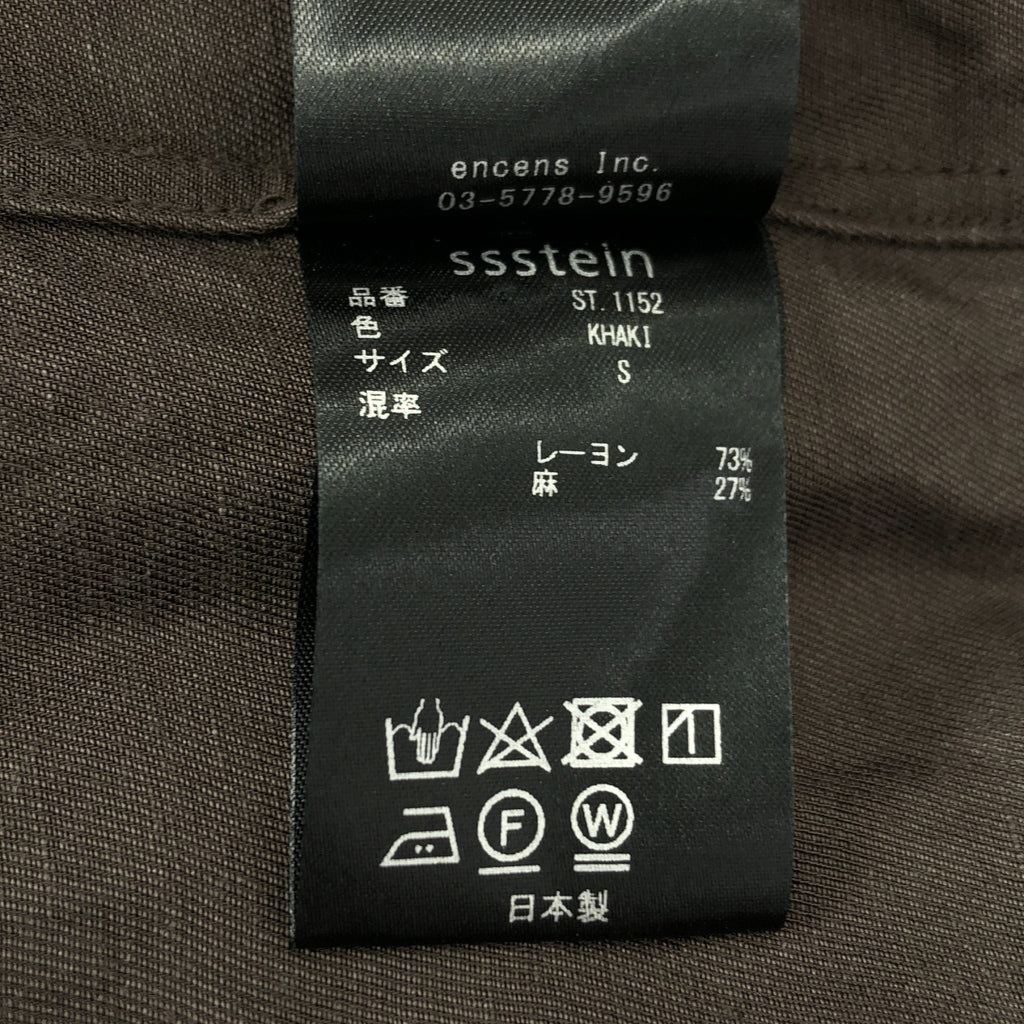 encens Inc.
03-5778-9596
ssstein
品番 ST.1152
色 KHAKI
サイズ S
混率
レーヨン 73%
麻 27%
F W
日本製